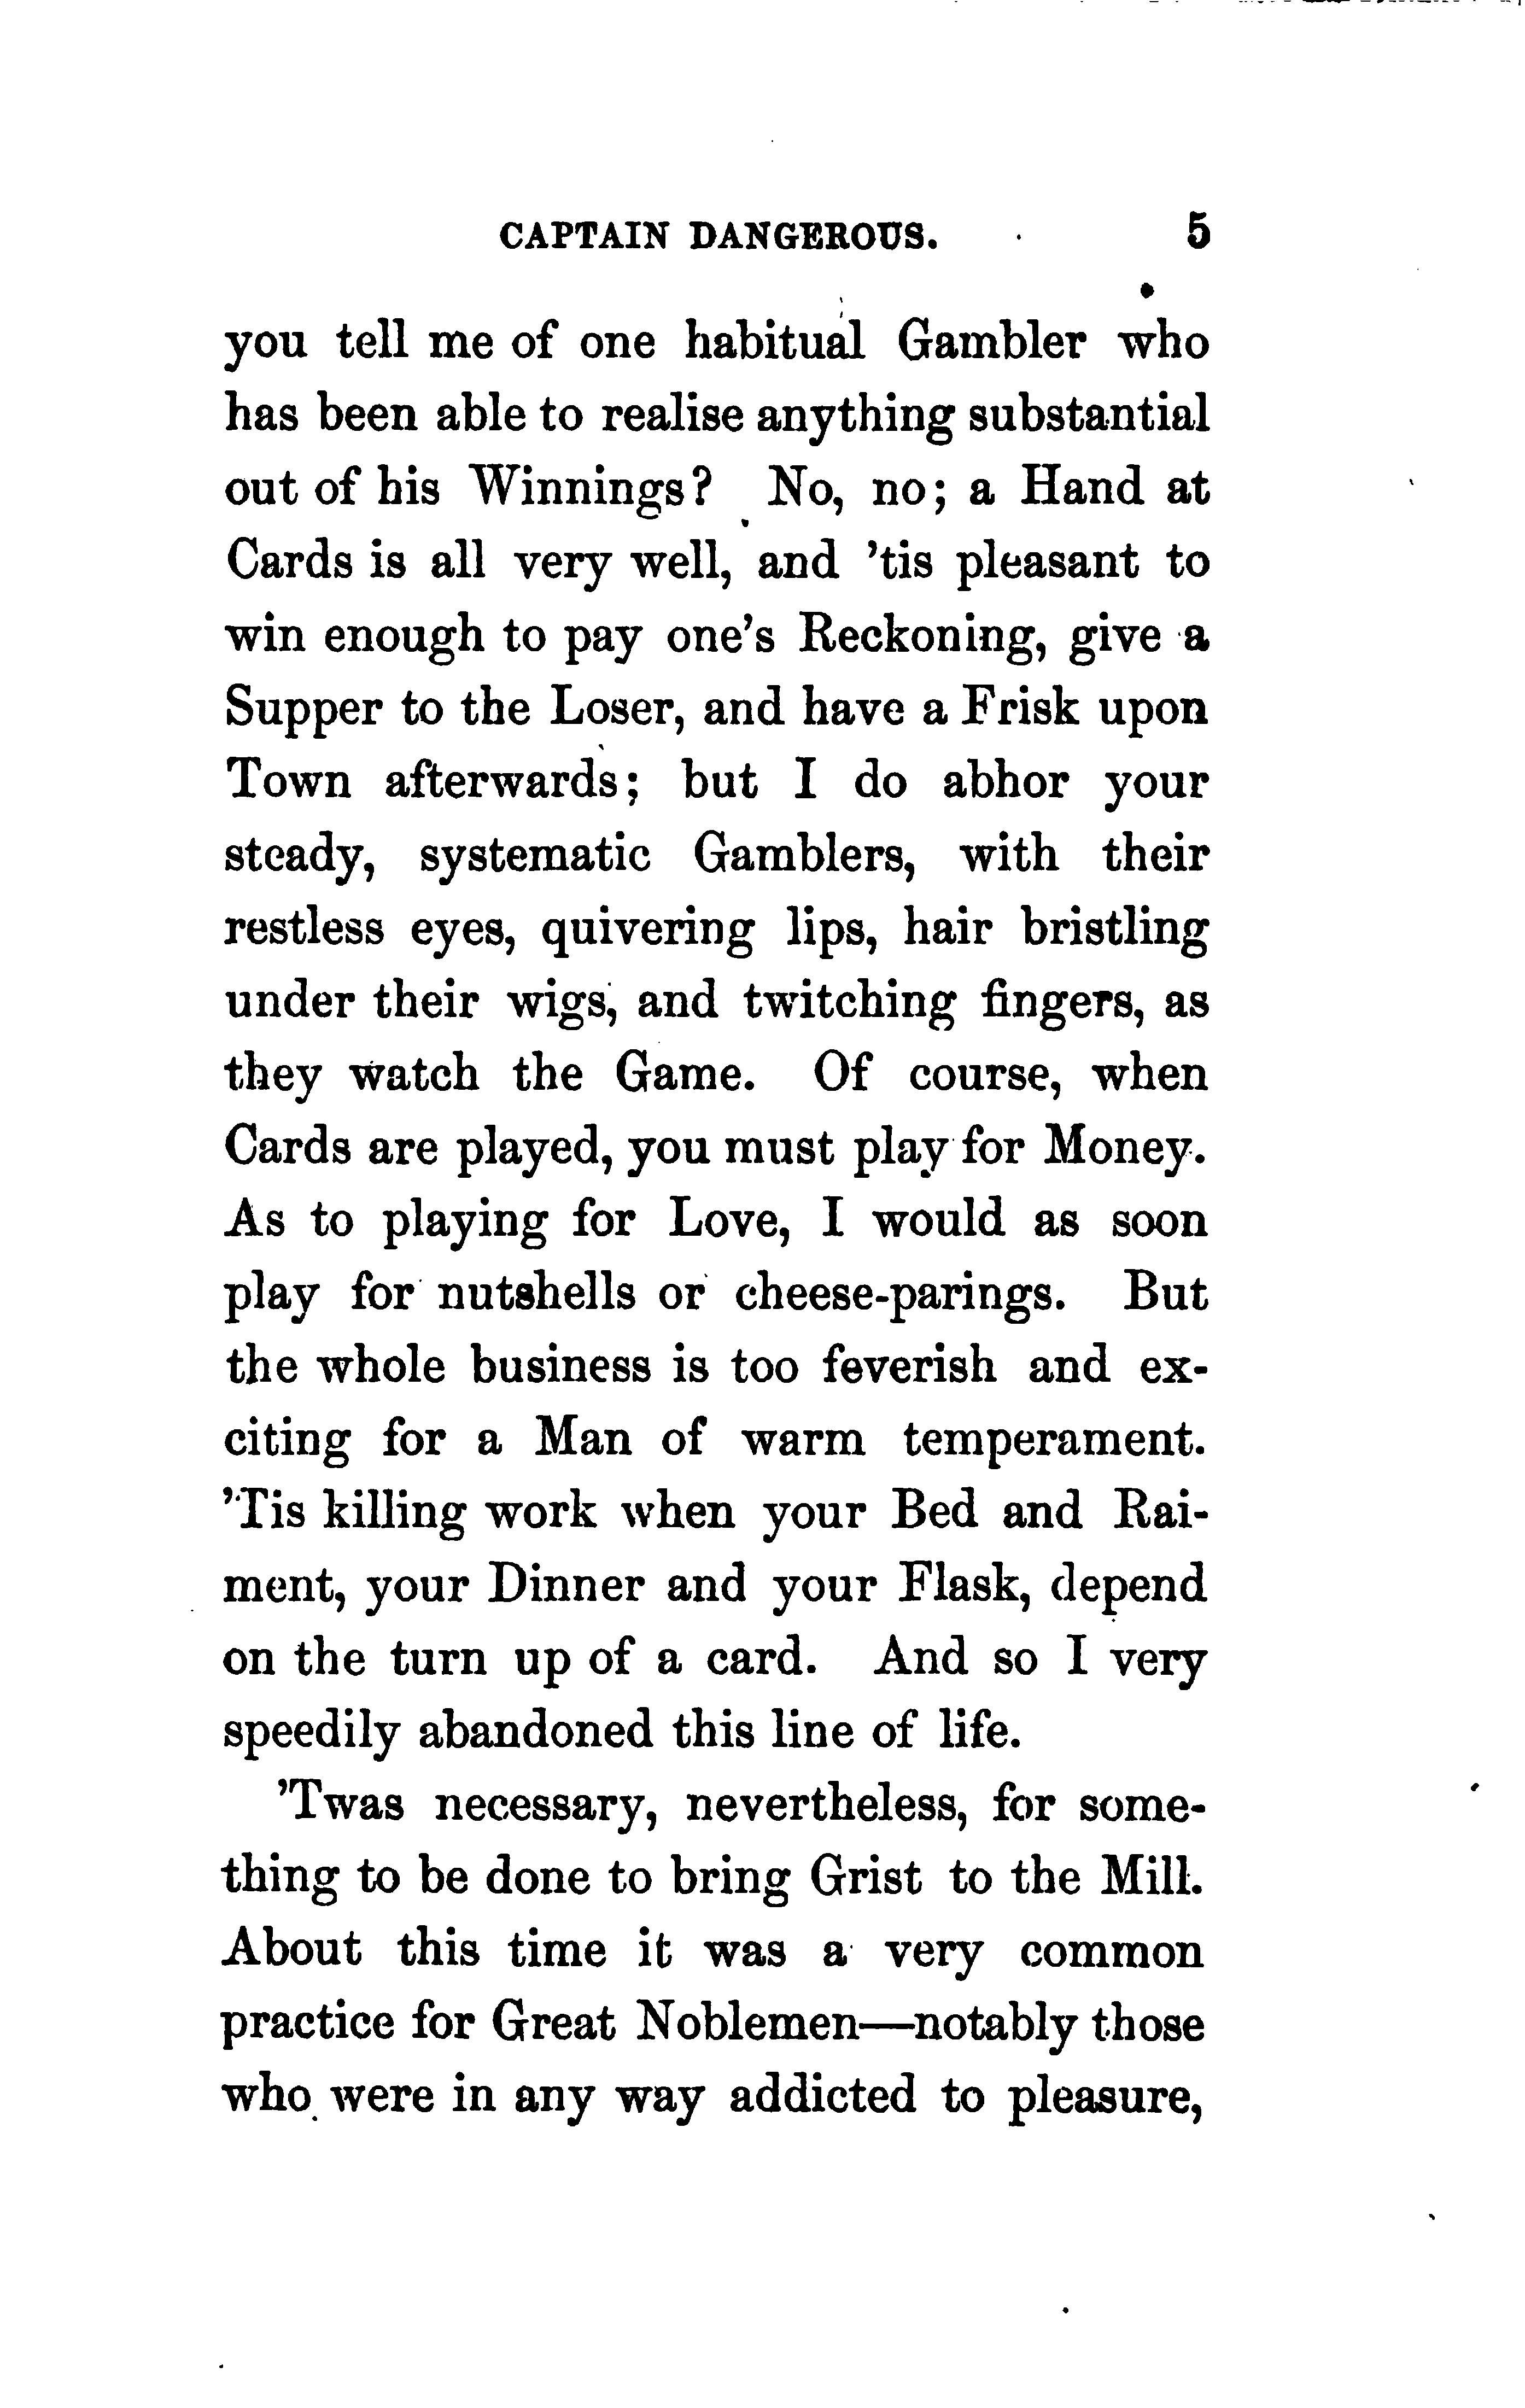 CAPTAIN DANGEROUS. 5
you tell me of one habitual Gambler who
has been able to realise anything substantial
out of his Winnings? No, no; a Hand at
Cards is all very well, and ’tis pleasant to
win enough to pay one’s Reckoning, give a
Supper to the Loser, and have a Frisk upon
Town afterwards; but I do abhor your
steady, systematic Gamblers, with their
restless eyes, quivering lips, hair bristling
under their wigs, and twitching fingers, as
they watch the Game. Of course, when
Cards are played, you must play for Money.
As to playing for Love, I would as soon
play for nutshells or cheese-parings. But
the whole business is too feverish and ex-
citing for a Man of warm temperament.
’Tis killing work when your Bed and Rai-
ment, your Dinner and your Flask, depend
on the turn up of a card. And so I very
speedily abandoned this line of life.
’Twas necessary, nevertheless, for some-
thing to be done to bring Grist to the Mill.
About this time it was a very common
practice for Great Noblemen—notably those
who were in any way addicted to pleasure,